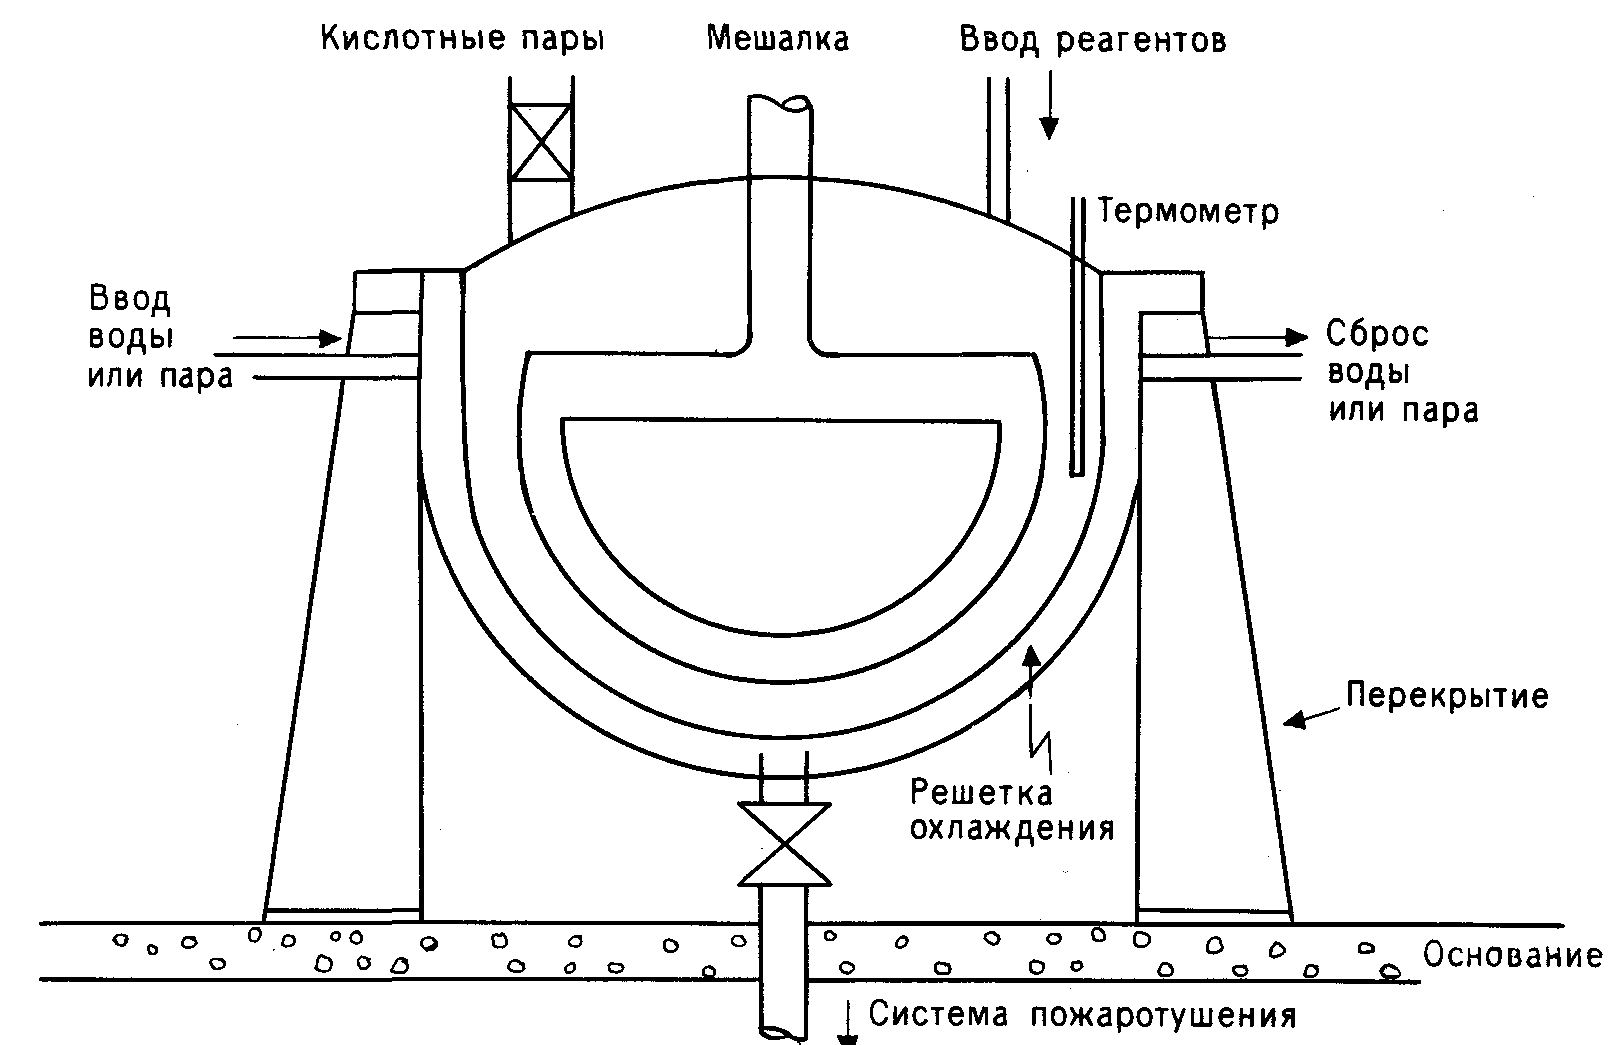 Кислотные пары
Мешалка
Ввод реагентов
Термометр
Ввод
воды
или пара
Сброс
воды
или пара
Перекрытие
Решетка
охлаждения
Основание
Система пожаротушения